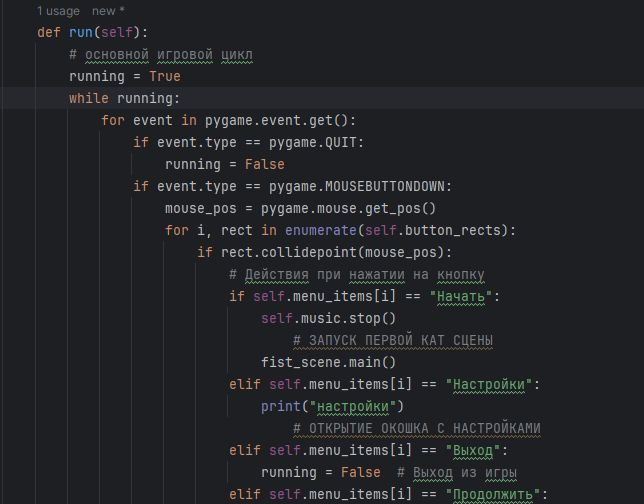 1 usage   new *
def run(self):
    # основной игровой цикл
    running = True
    while running:
        for event in pygame.event.get():
            if event.type == pygame.QUIT:
                running = False
            if event.type == pygame.MOUSEBUTTONDOWN:
                mouse_pos = pygame.mouse.get_pos()
                for i, rect in enumerate(self.button_rects):
                    if rect.collidepoint(mouse_pos):
                        # Действия при нажатии на кнопку
                        if self.menu_items[i] == "Начать":
                            self.music.stop()
                                # ЗАПУСК ПЕРВОЙ КАТ СЦЕНЫ
                            fist_scene.main()
                        elif self.menu_items[i] == "Настройки":
                            print("настройки")
                                # ОТКРЫТИЕ ОКОШКА С НАСТРОЙКАМИ
                        elif self.menu_items[i] == "Выход":
                            running = False  # Выход из игры
                        elif self.menu_items[i] == "Продолжить":